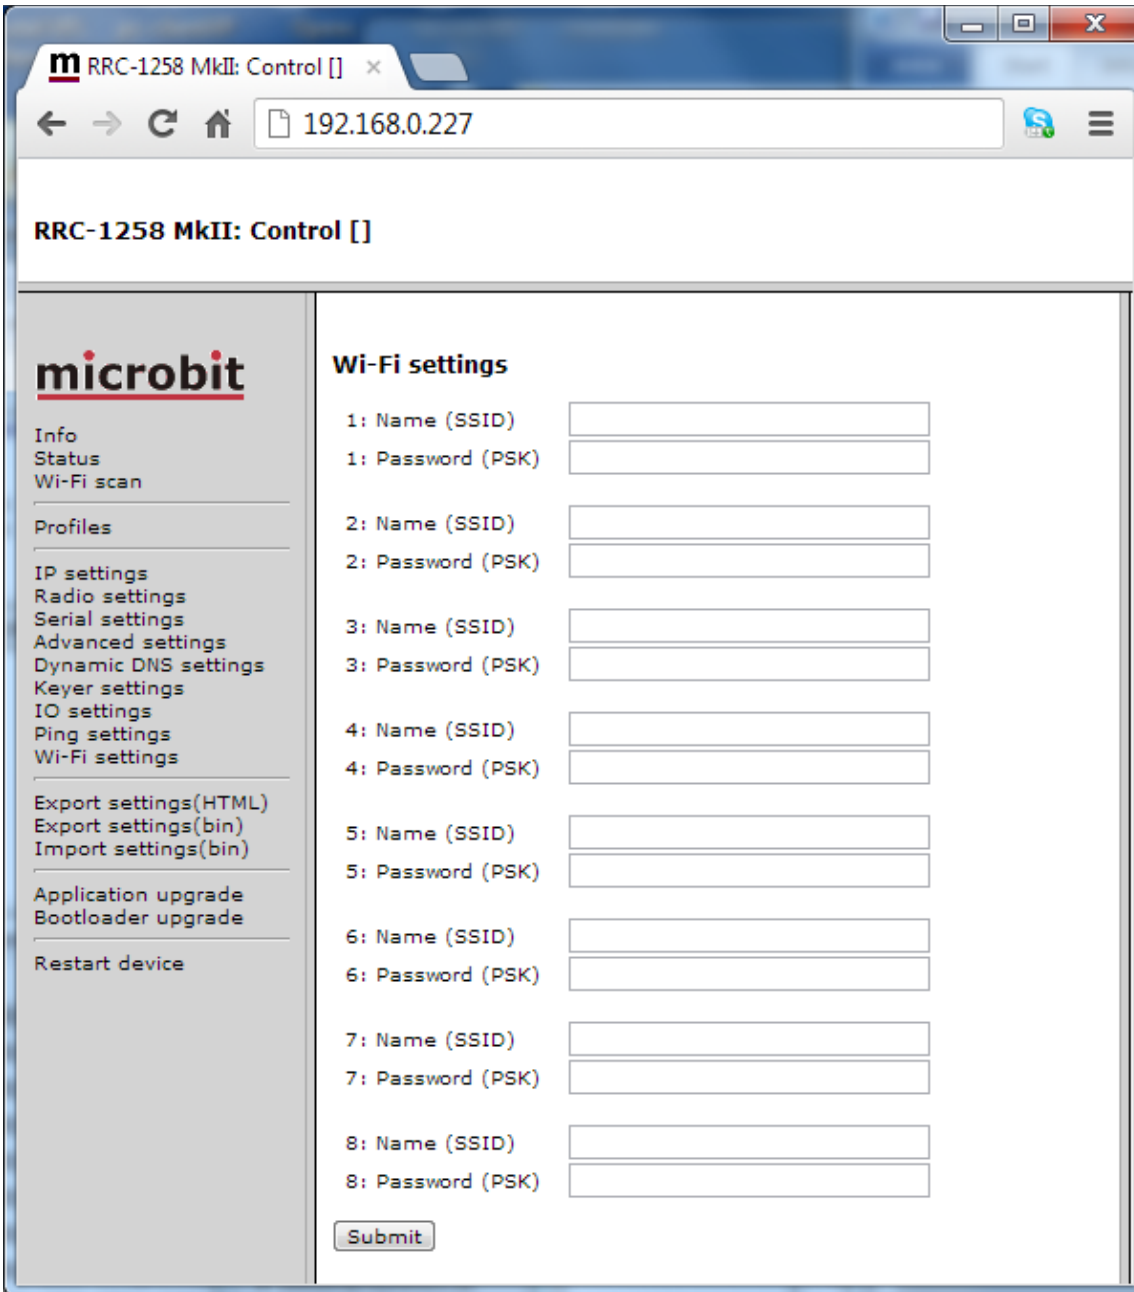 m RRC-1258 MkII: Control [] ×
192.168.0.227
RRC-1258 MkII: Control []
microbit
Info
Status
Wi-Fi scan
Profiles
IP settings
Radio settings
Serial settings
Advanced settings
Dynamic DNS settings
Keyer settings
IO settings
Ping settings
Wi-Fi settings
Export settings(HTML)
Export settings(bin)
Import settings(bin)
Application upgrade
Bootloader upgrade
Restart device
Wi-Fi settings
1: Name (SSID)
1: Password (PSK)
2: Name (SSID)
2: Password (PSK)
3: Name (SSID)
3: Password (PSK)
4: Name (SSID)
4: Password (PSK)
5: Name (SSID)
5: Password (PSK)
6: Name (SSID)
6: Password (PSK)
7: Name (SSID)
7: Password (PSK)
8: Name (SSID)
8: Password (PSK)
Submit